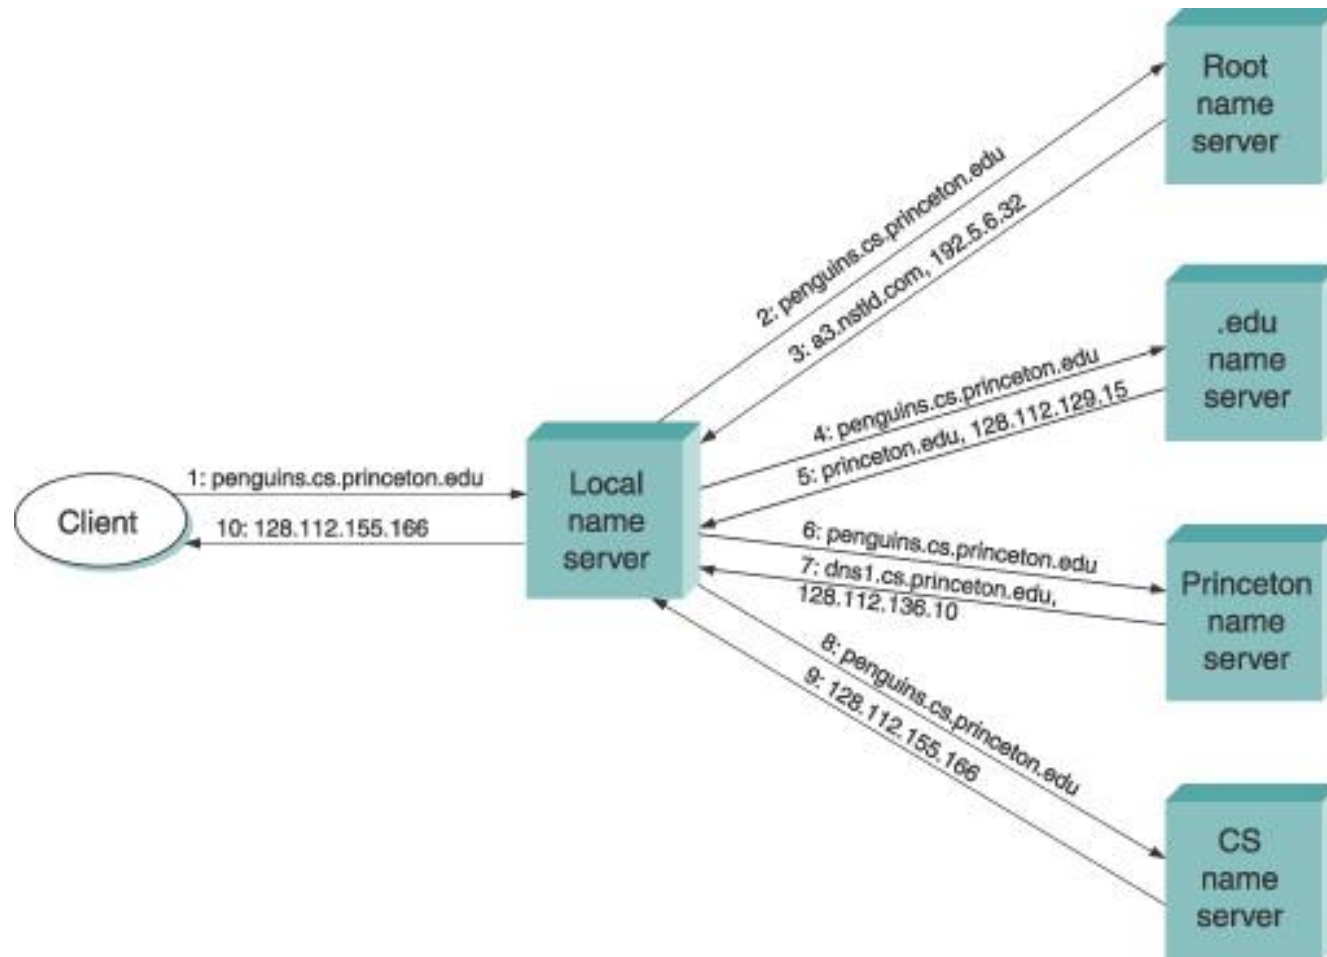 Root
name
server
2: penguins.cs.princeton.edu
3: a3.nstld.com, 192.5.6.32
.edu
name
server
4: penguins.cs.princeton.edu
5: princeton.edu, 128.112.129.15
Client
1: penguins.cs.princeton.edu
10: 128.112.155.166
Local
name
server
6: penguins.cs.princeton.edu
7: dns1.cs.princeton.edu,
128.112.136.10
Princeton
name
server
8: penguins.cs.princeton.edu
9: 128.112.155.166
CS
name
server